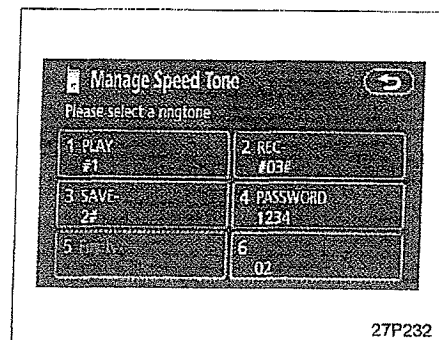 Manage Speed Tone
Please select a ringtone
1 PLAY
#1
2 REC-
#03#
3 SAVE-
2#
4 PASSWORD
1234
5
6
02
27P232